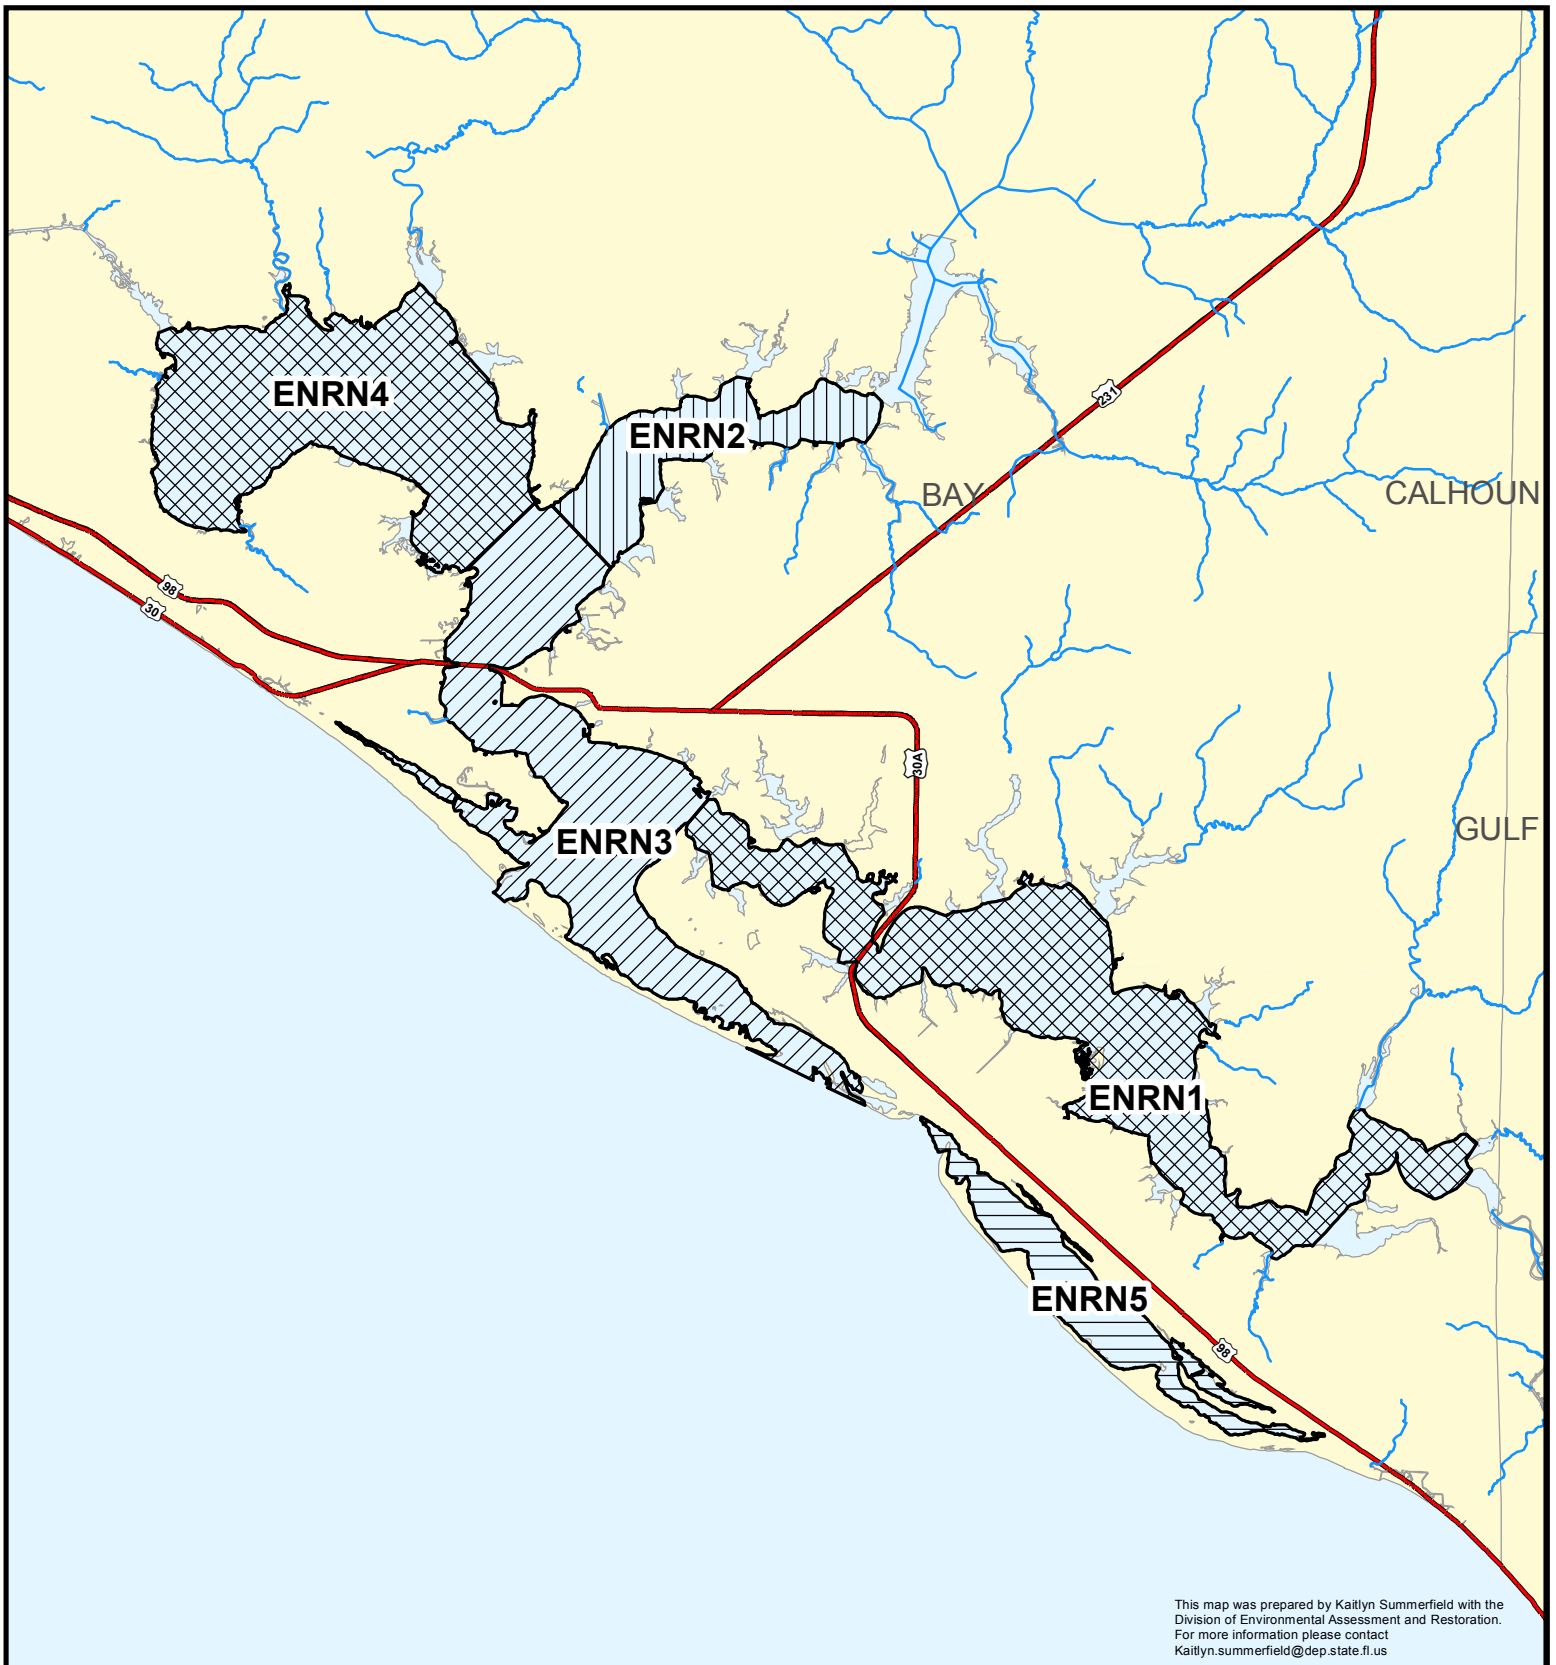 ENRN4
231
ENRN2
BAY
CALHOUN
98
30
30A
GULF
ENRN3
ENRN1
ENRN5
98
This map was prepared by Kaitlyn Summerfield with the
Division of Environmental Assessment and Restoration.
For more information please contact
Kaitlyn.summerfield@dep.state.fl.us